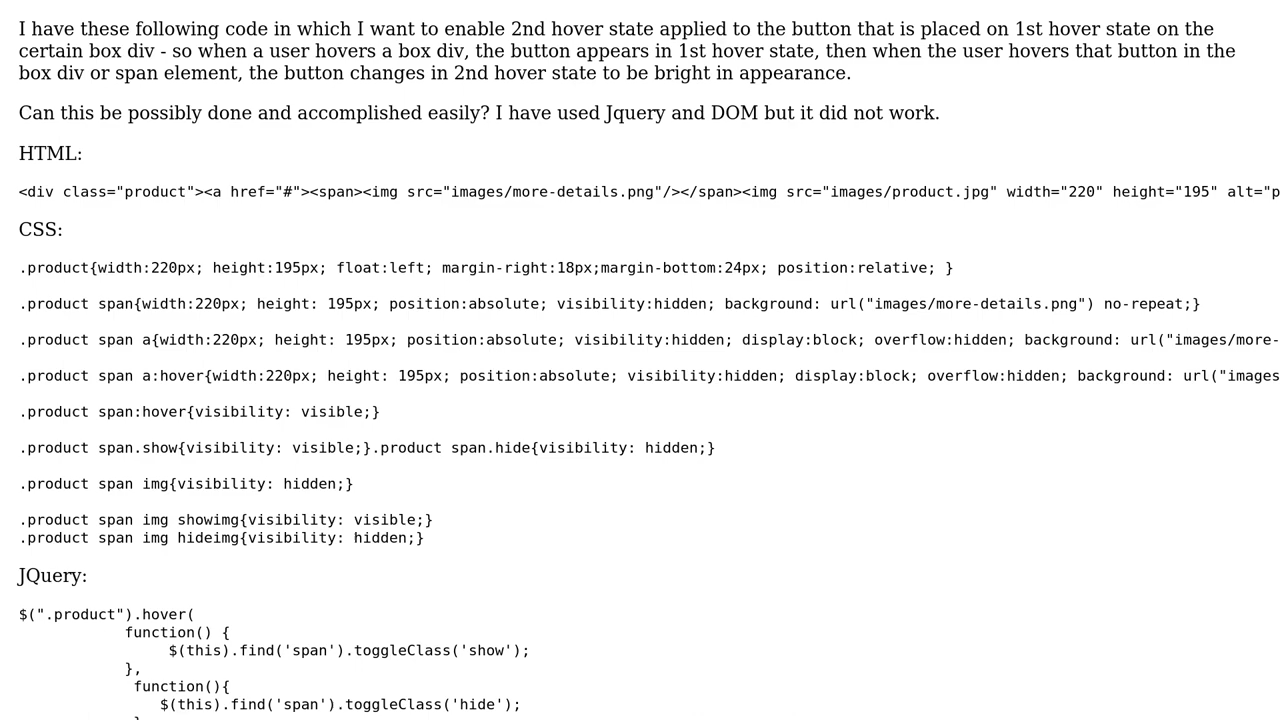 I have these following code in which I want to enable 2nd hover state applied to the button that is placed on 1st hover state on the
certain box div - so when a user hovers a box div, the button appears in 1st hover state, then when the user hovers that button in the
box div or span element, the button changes in 2nd hover state to be bright in appearance.
Can this be possibly done and accomplished easily? I have used Jquery and DOM but it did not work.
HTML:
<div class="product"><a href="#"><span><img src="images/more-details.png"/></span><img src="images/product.jpg" width="220" height="195" alt="p
CSS:
.product{width:220px; height:195px; float:left; margin-right:18px;margin-bottom:24px; position:relative; }
.product span{width:220px; height: 195px; position:absolute; visibility:hidden; background: url("images/more-details.png") no-repeat;}
.product span a{width:220px; height: 195px; position:absolute; visibility:hidden; display:block; overflow:hidden; background: url("images/more-
.product span a:hover{width:220px; height: 195px; position:absolute; visibility:hidden; display:block; overflow:hidden; background: url("images
.product span:hover{visibility: visible;}
.product span.show{visibility: visible;}.product span.hide{visibility: hidden;}
.product span img{visibility: hidden;}
.product span img showimg{visibility: visible;}
.product span img hideimg{visibility: hidden;}
JQuery:
$(".product").hover(
function() {
$(this).find('span').toggleClass('show');
},
function(){
$(this).find('span').toggleClass('hide');